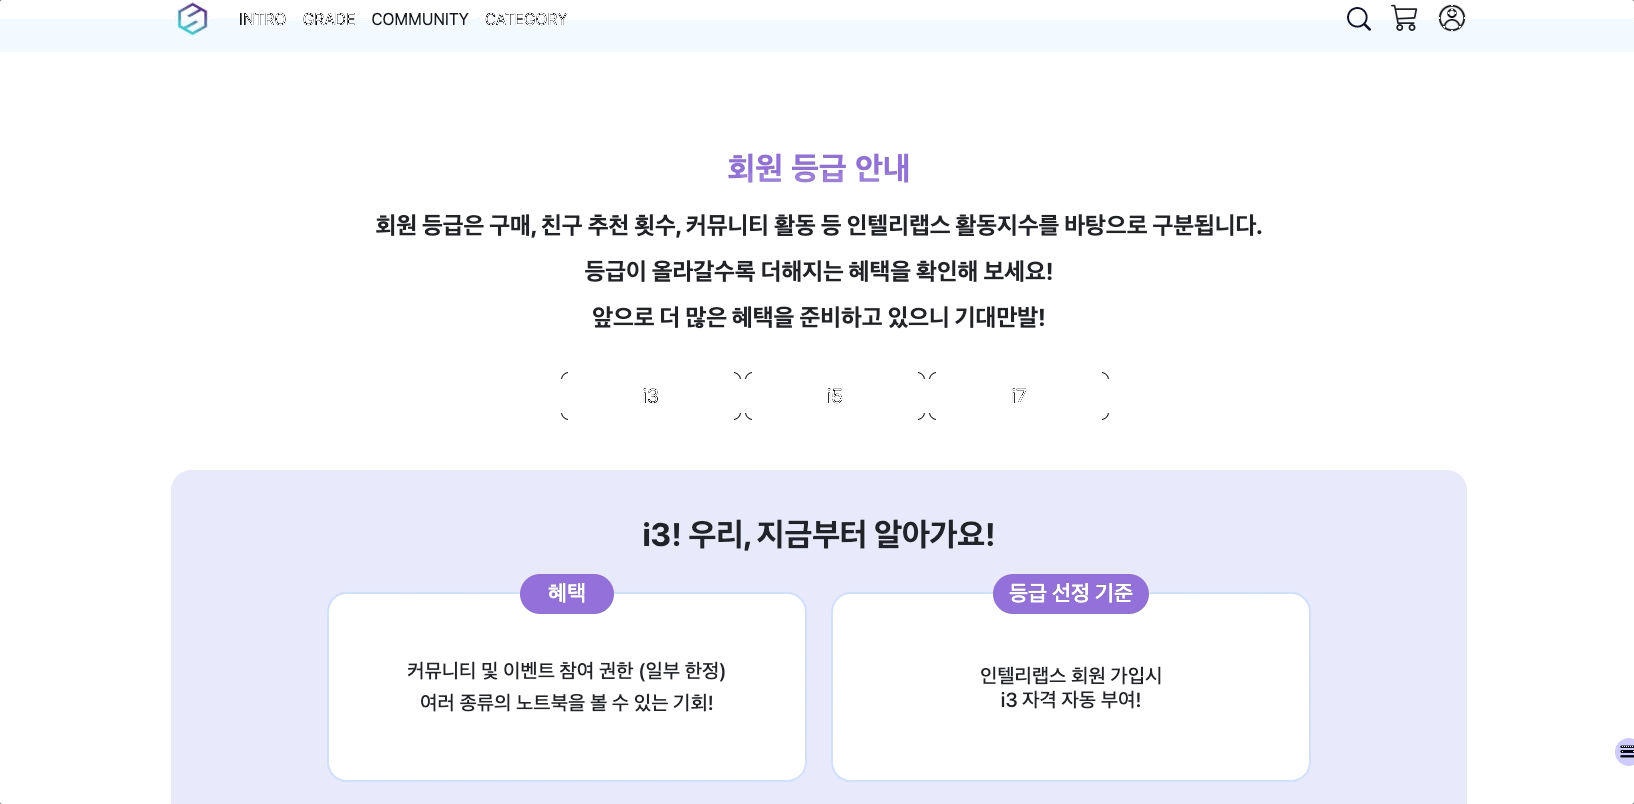 INTRO GRADE COMMUNITY CATEGORY
회원 등급 안내
회원 등급은 구매, 친구 추천 횟수, 커뮤니티 활동 등 인텔리랩스 활동지수를 바탕으로 구분됩니다.
등급이 올라갈수록 더해지는 혜택을 확인해 보세요!
앞으로 더 많은 혜택을 준비하고 있으니 기대만발!
i3 i5 i7
i3! 우리, 지금부터 알아가요!
혜택
커뮤니티 및 이벤트 참여 권한 (일부 한정)
여러 종류의 노트북을 볼 수 있는 기회!
등급 선정 기준
인텔리랩스 회원 가입시
i3 자격 자동 부여!